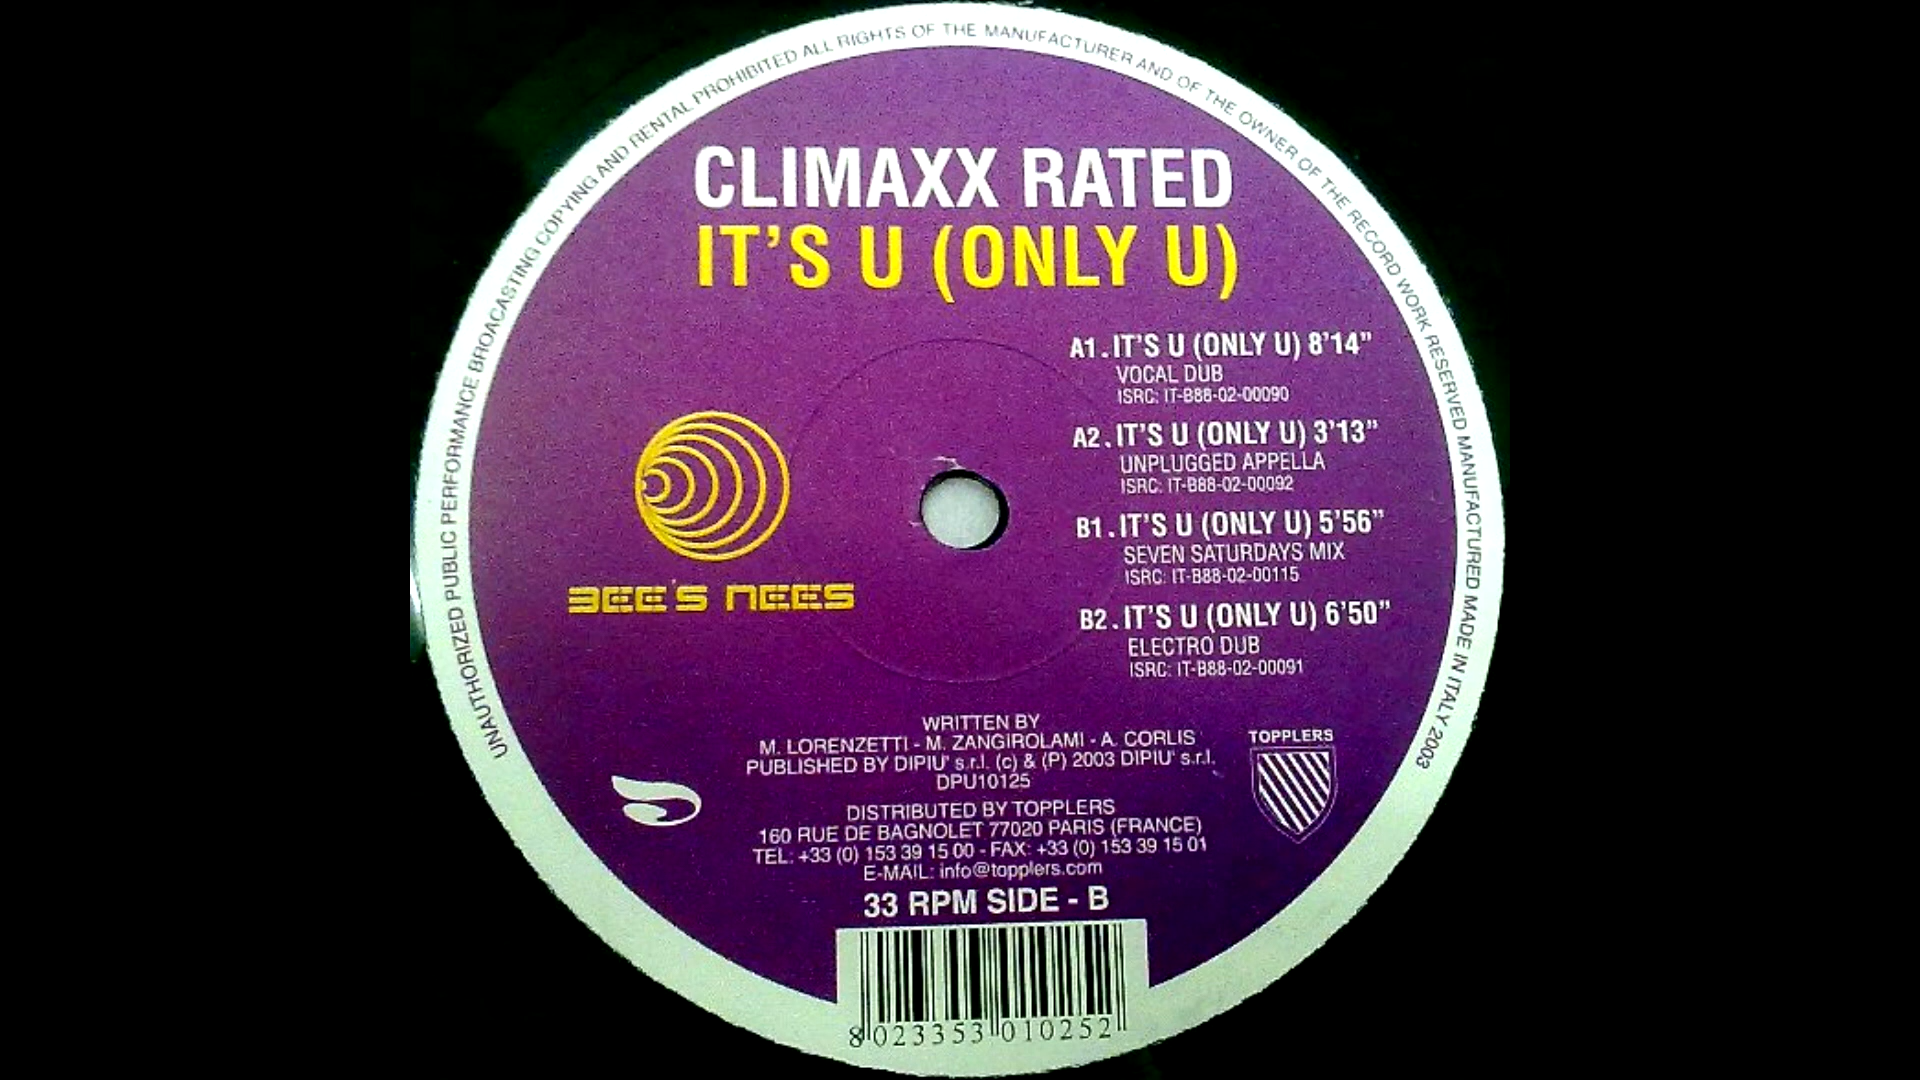 UNAUTHORIZED PUBLIC PERFORMANCE BROACASTING COPYING AND RENTAL PROHIBITED ALL RIGHTS OF THE MANUFACTURER AND OF THE OWNER OF THE RECORD WORK RESERVED MANUFACTURED MADE IN ITALY 2003
CLIMAXX RATED
IT'S U (ONLY U)
A1. IT'S U (ONLY U) 8'14"
VOCAL DUB
ISRC: IT-B88-02-00090
A2. IT'S U (ONLY U) 3'13"
UNPLUGGED APPELLA
ISRC: IT-B88-02-00092
B1. IT'S U (ONLY U) 5'56"
SEVEN SATURDAYS MIX
ISRC: IT-B88-02-00115
B2. IT'S U (ONLY U) 6'50"
ELECTRO DUB
ISRC: IT-B88-02-00091
BEE'S NEES
WRITTEN BY
M. LORENZETTI - M. ZANGIROLAMI - A. CORLIS
PUBLISHED BY DIPIU' s.r.l. (c) & (P) 2003 DIPIU' s.r.l.
DPU10125
TOPPLERS
DISTRIBUTED BY TOPPLERS
160 RUE DE BAGNOLET 77020 PARIS (FRANCE)
TEL: +33 (0) 153 39 15 00 - FAX: +33 (0) 153 39 15 01
E-MAIL: info@topplers.com
33 RPM SIDE - B
8 023353 010252